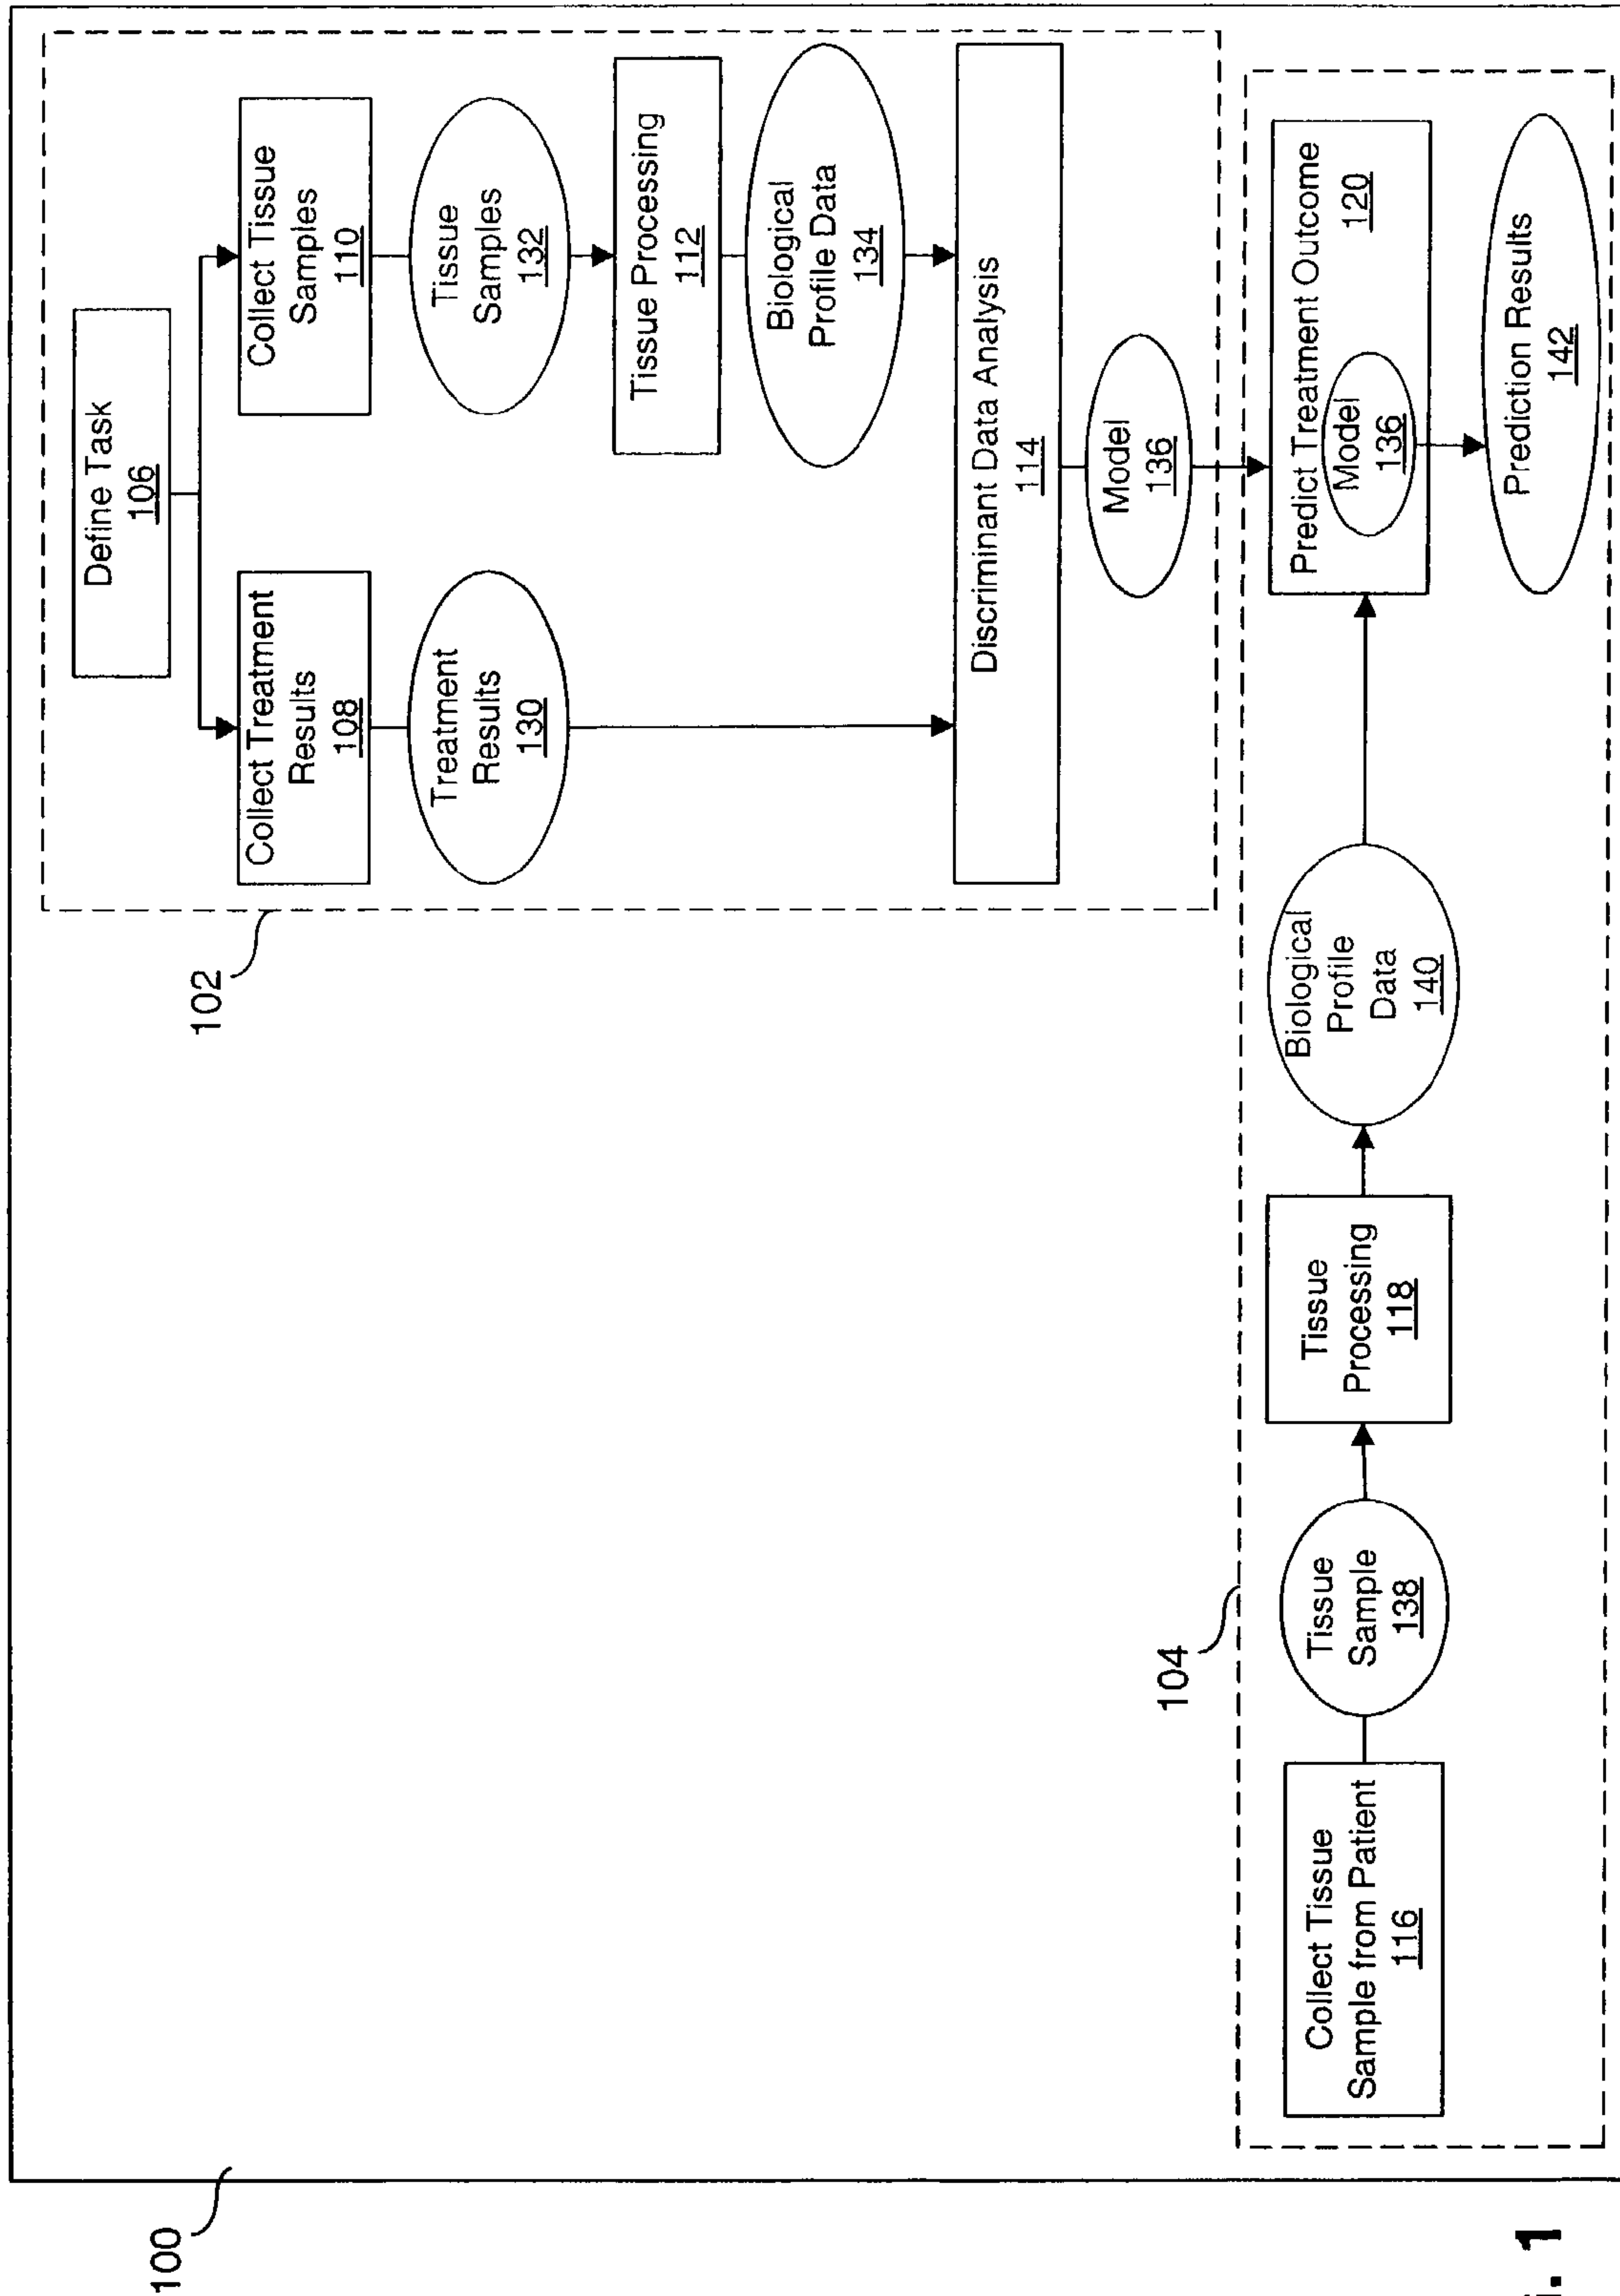 100
102
Define Task
106
Collect Treatment
Results
108
Collect Tissue
Samples
110
Treatment
Results
130
Tissue
Samples
132
Tissue Processing
112
Biological
Profile Data
134
Discriminant Data Analysis
114
Model
136
104
Collect Tissue
Sample from Patient
116
Tissue
Sample
138
Tissue
Processing
118
Biological
Profile
Data
140
Predict Treatment Outcome
120
Model
136
Prediction Results
142
. 1